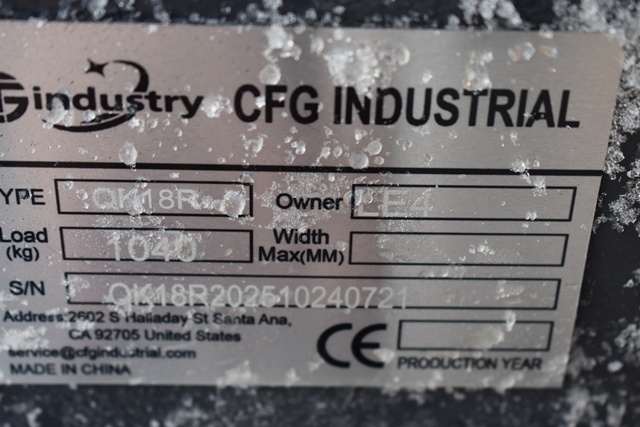 industry CFG INDUSTRIAL
TYPE QK18R Owner LE4
Load (kg) 1040 Width Max(MM)
S/N QK18R202510240721
Address:2602 S Halladay St Santa Ana,
CA 92705 United States
service@cfgindustrial.com
MADE IN CHINA
CE
PRODUCTION YEAR